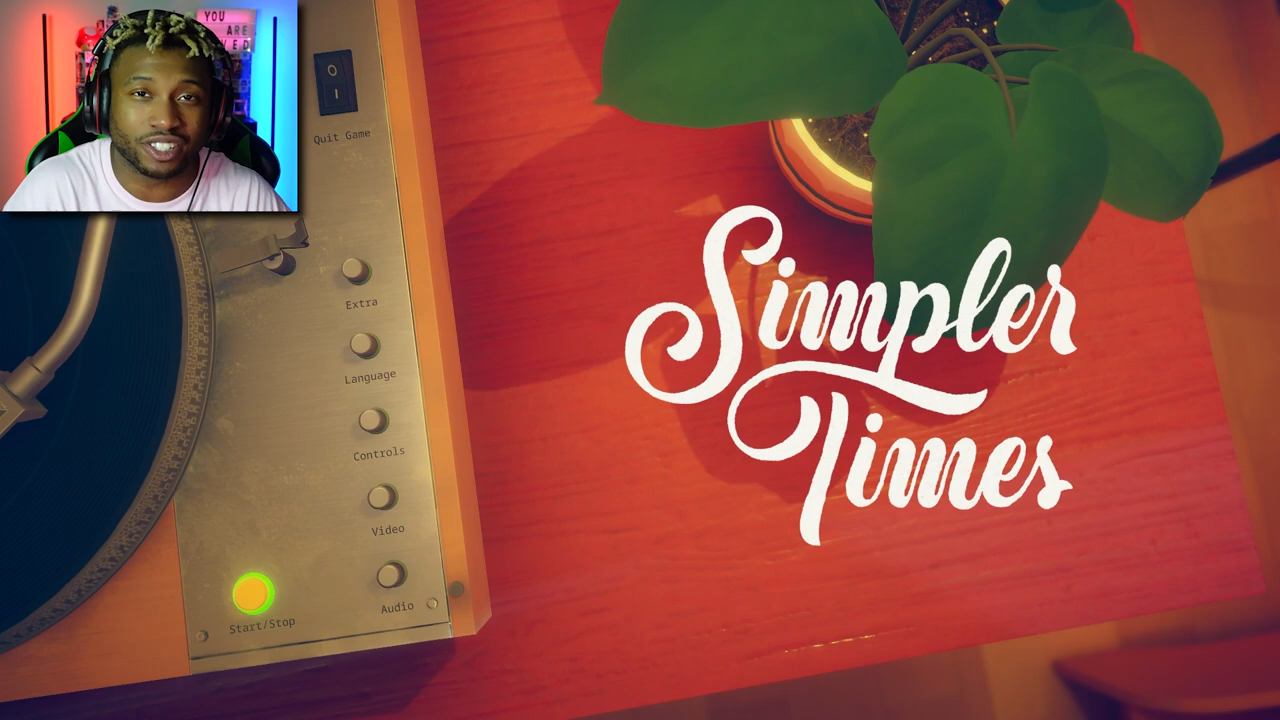 YOU
ARE
Quit Game
Extra
Language
Controls
Video
Audio
Start/Stop
Simpler
Times